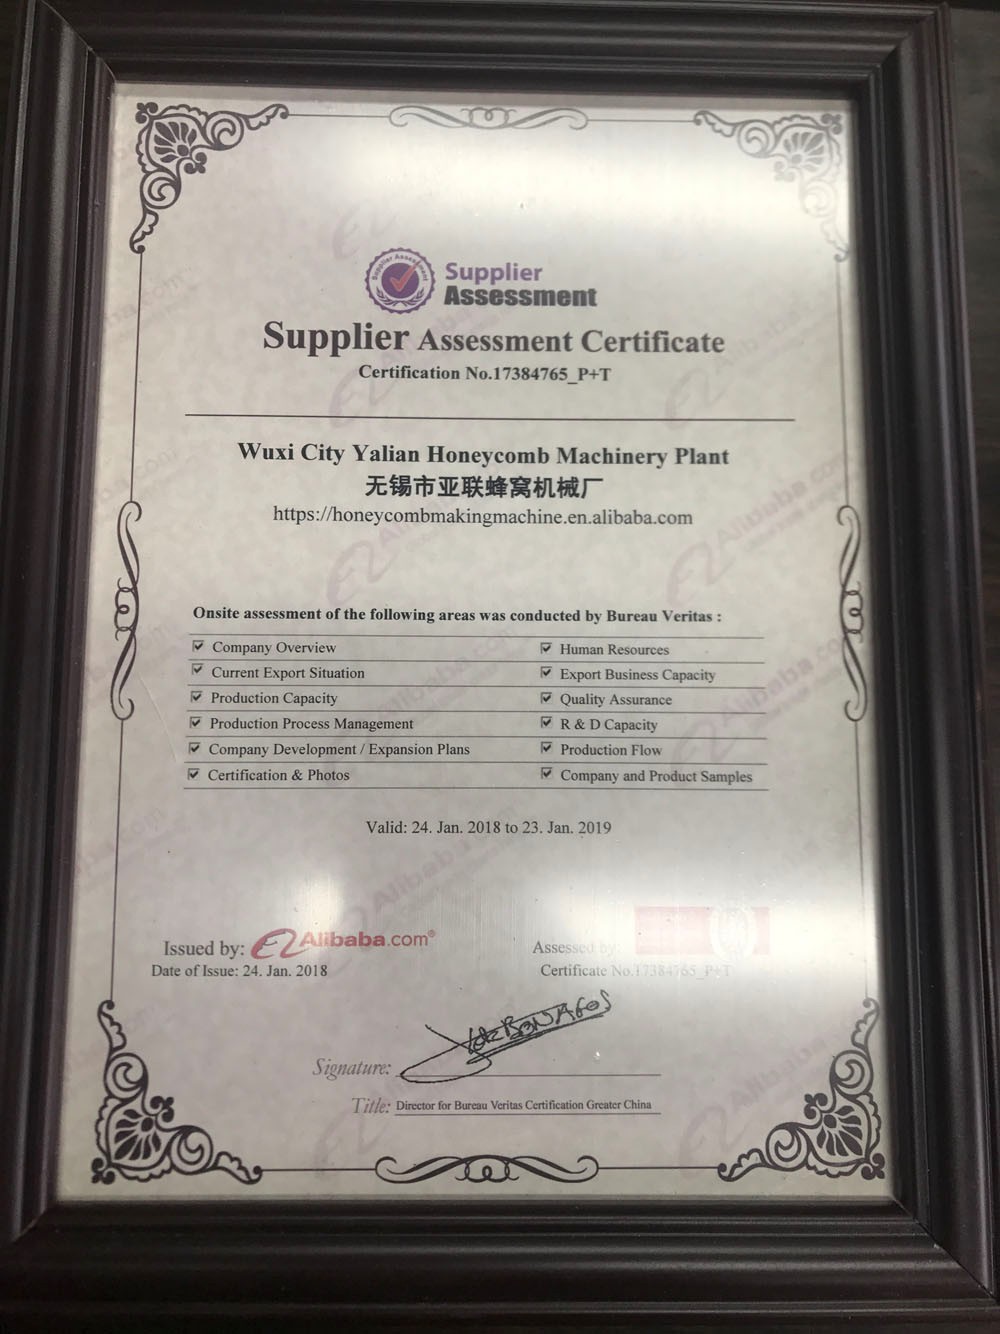 Supplier Assessment
Supplier
Assessment
Supplier Assessment Certificate
Certification No.17384765_P+T
Wuxi City Yalian Honeycomb Machinery Plant
无锡市亚联蜂窝机械厂
https://honeycombmakingmachine.en.alibaba.com
Onsite assessment of the following areas was conducted by Bureau Veritas :
Company Overview
Human Resources
Current Export Situation
Export Business Capacity
Production Capacity
Quality Assurance
Production Process Management
R & D Capacity
Company Development / Expansion Plans
Production Flow
Certification & Photos
Company and Product Samples
Valid: 24. Jan. 2018 to 23. Jan. 2019
Issued by: Alibaba.com®
Assessed by:
Date of Issue: 24. Jan. 2018
Certificate No.17384765_P+T
Signature:
Title: Director for Bureau Veritas Certification Greater China